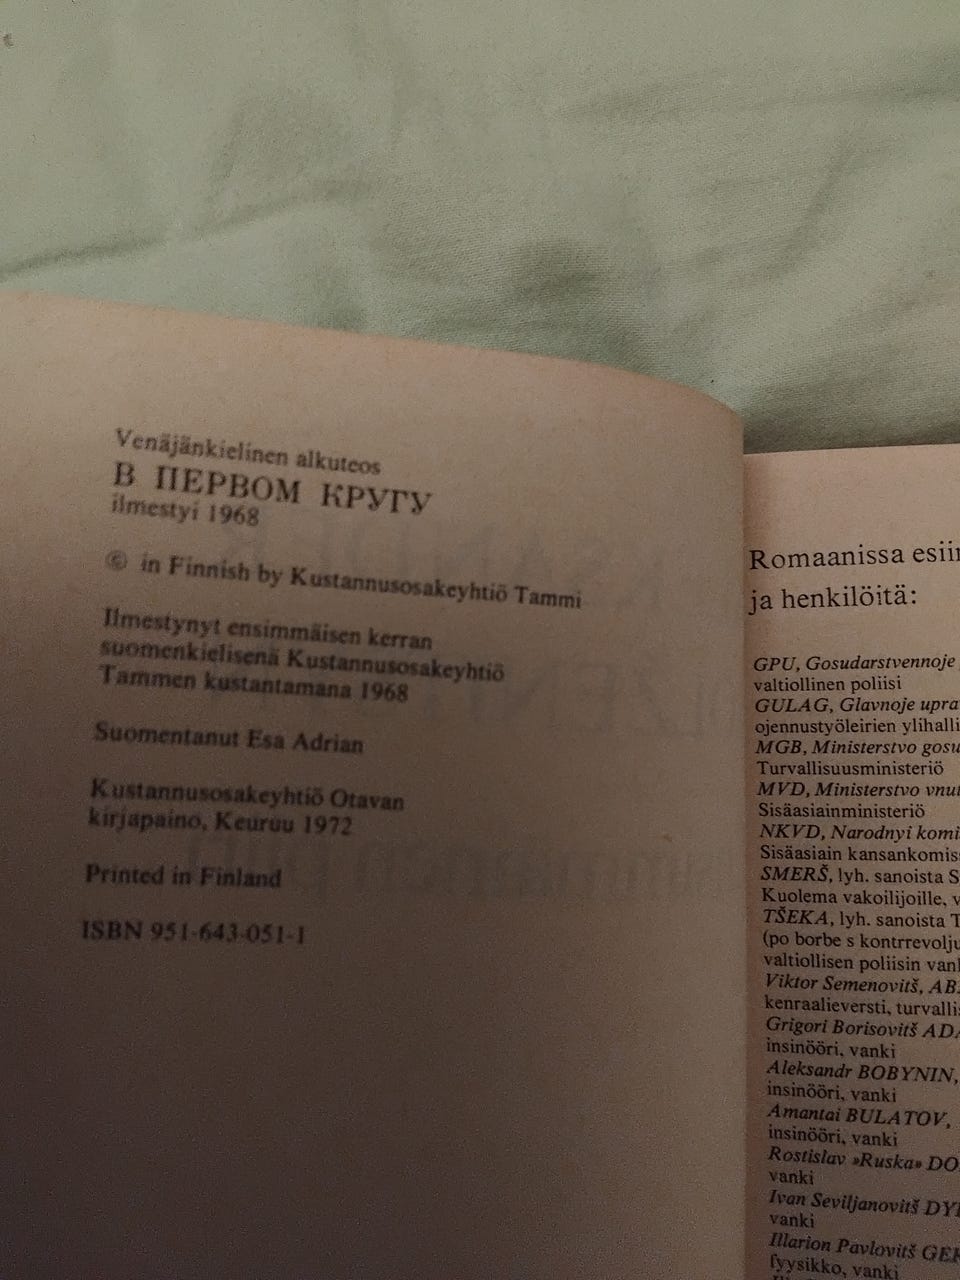 Venäjänkielinen alkuteos
В ПЕРВОМ КРУГУ
ilmestyi 1968
© in Finnish by Kustannusosakeyhtiö Tammi
Ilmestynyt ensimmäisen kerran
suomenkielisenä Kustannusosakeyhtiö
Tammen kustantamana 1968
Suomentanut Esa Adrian
Kustannusosakeyhtiö Otavan
kirjapaino, Keuruu 1972
Printed in Finland
ISBN 951-643-051-1
Romaanissa
ja henkilöitä:
GPU, Gosudarstvennoje
valtiollinen poliisi
GULAG, Glavnoje
ojennustyöleirien
MGB, Ministerstvo
Turvallisuusministeriö
MVD, Ministerstvo
Sisäasiainministeriö
NKVD, Narodnyi
Sisäasiain
SMERŠ, lyh. sanoista
Kuolema vakoilijoille,
TŠEKA, lyh. sanoista
(po borbe s
valtiollisen poliisin
Viktor Semenovitš,
kenraalieversti,
Grigori Borisovitš
insinööri, vanki
Aleksandr BOBYNIN,
insinööri, vanki
Amantai BULATOV,
insinööri, vanki
Rostislav »Ruska»
vanki
Ivan Seviljanovitš
vanki
Illarion Pavlovitš
fyysikko, vanki